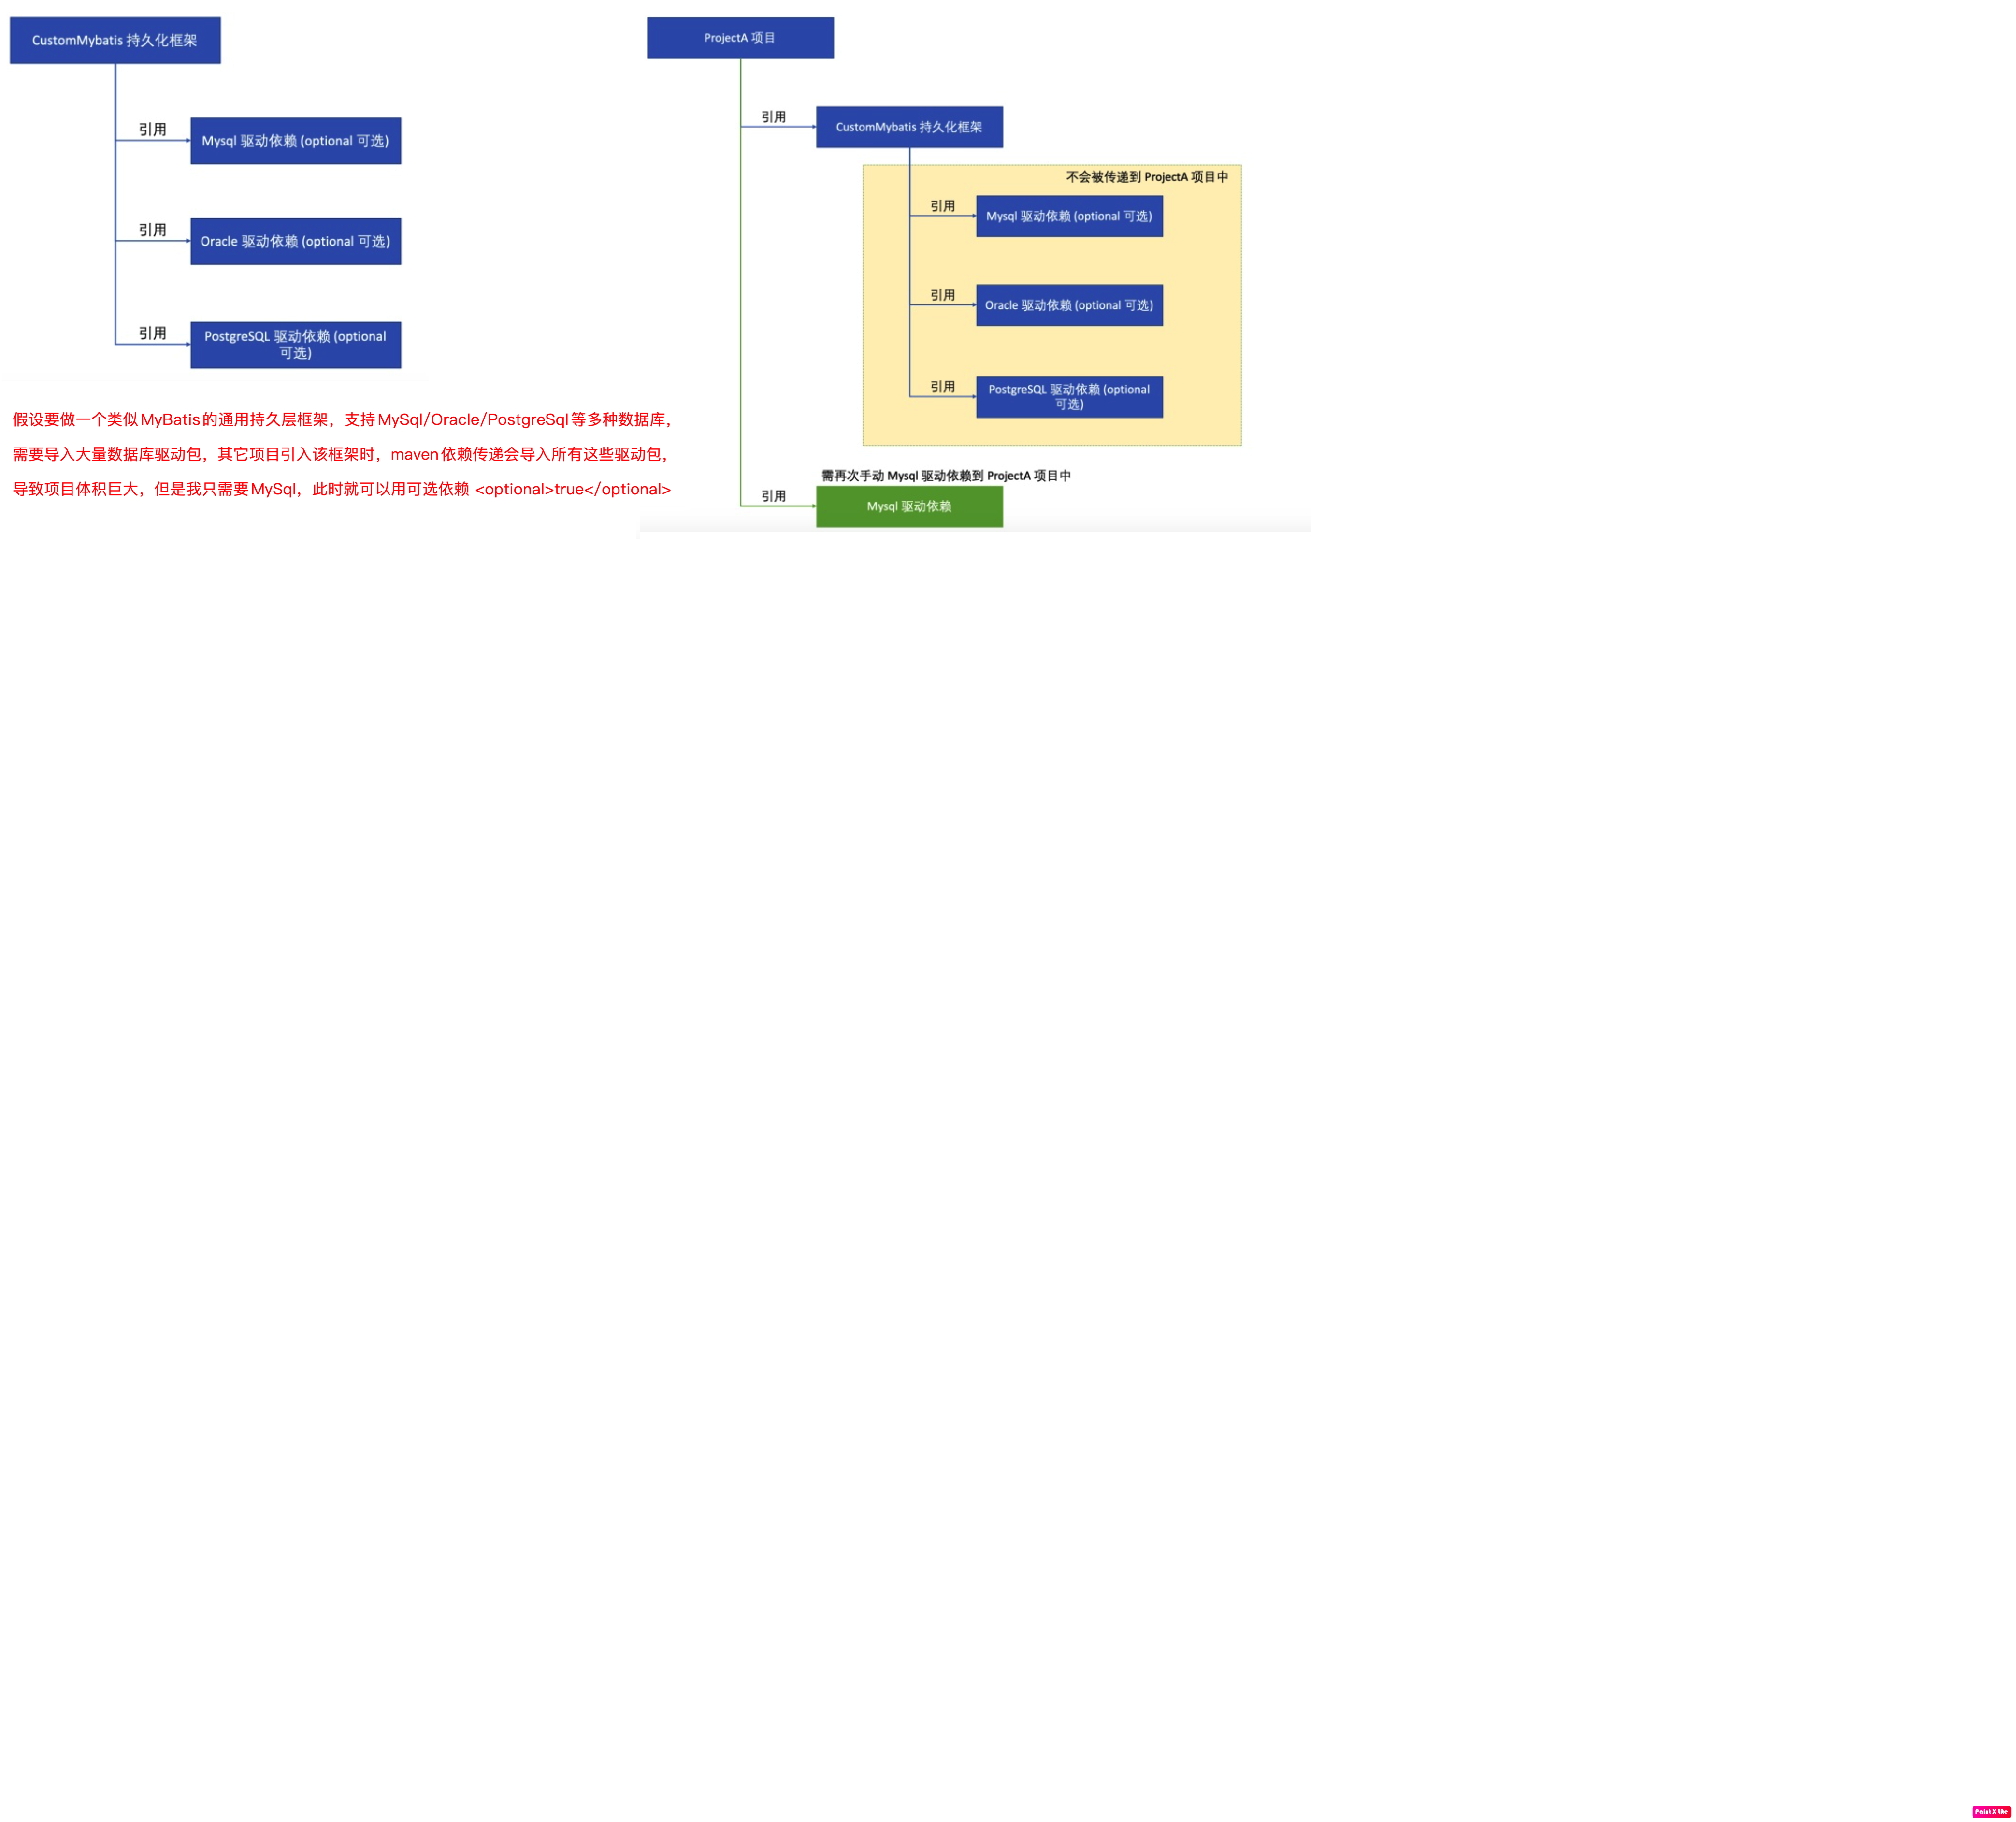 CustomMybatis 持久化框架
引用
Mysql 驱动依赖 (optional 可选)
引用
Oracle 驱动依赖 (optional 可选)
引用
PostgreSQL 驱动依赖 (optional
可选)
假设要做一个类似MyBatis的通用持久层框架，支持MySql/Oracle/PostgreSql等多种数据库，
需要导入大量数据库驱动包，其它项目引入该框架时，maven依赖传递会导入所有这些驱动包，
导致项目体积巨大，但是我只需要MySql，此时就可以用可选依赖 <optional>true</optional>
ProjectA 项目
引用
CustomMybatis 持久化框架
不会被传递到 ProjectA 项目中
引用
Mysql 驱动依赖 (optional 可选)
引用
Oracle 驱动依赖 (optional 可选)
引用
PostgreSQL 驱动依赖 (optional
可选)
需再次手动 Mysql 驱动依赖到 ProjectA 项目中
引用
Mysql 驱动依赖
Paint X Lite